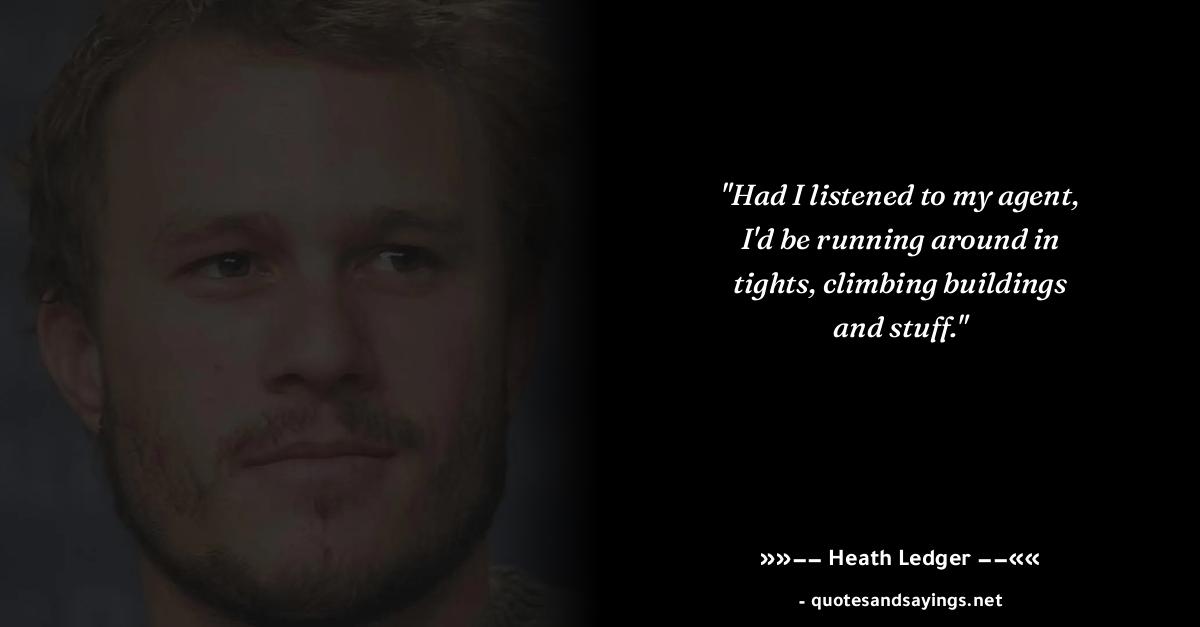 "Had I listened to my agent,
I'd be running around in
tights, climbing buildings
and stuff."
»»–– Heath Ledger ––««
- quotesandsayings.net